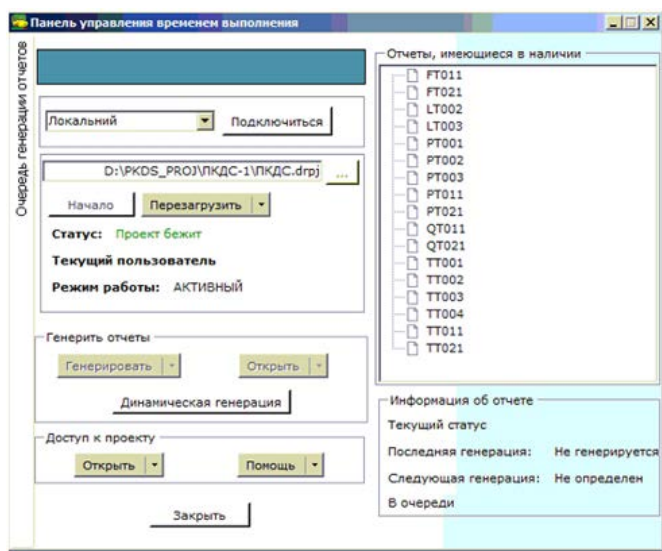 Панель управления временем выполнения
Очередь генерации отчетов
Локальний
Подключиться
D:\PKDS_PROJ\ПКДС-1\ПКДС.drpj
...
Начало
Перезагрузить
Статус: Проект бежит
Текущий пользователь
Режим работы: АКТИВНЫЙ
Генерить отчеты
Генерировать
Открыть
Динамическая генерация
Доступ к проекту
Открыть
Помощь
Закрыть
Отчеты, имеющиеся в наличии
FT011
FT021
LT002
LT003
PT001
PT002
PT003
PT011
PT021
QT011
QT021
TT001
TT002
TT003
TT004
TT011
TT021
Информация об отчете
Текущий статус
Последняя генерация: Не генерируется
Следующая генерация: Не определен
В очереди